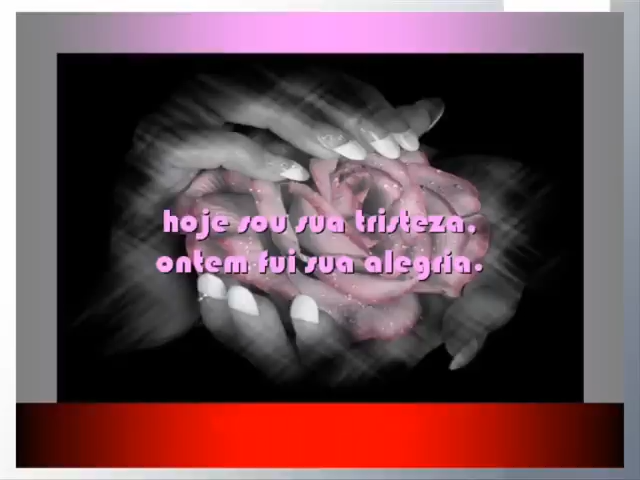 hoje sou sua tristeza,
ontem fui sua alegria.